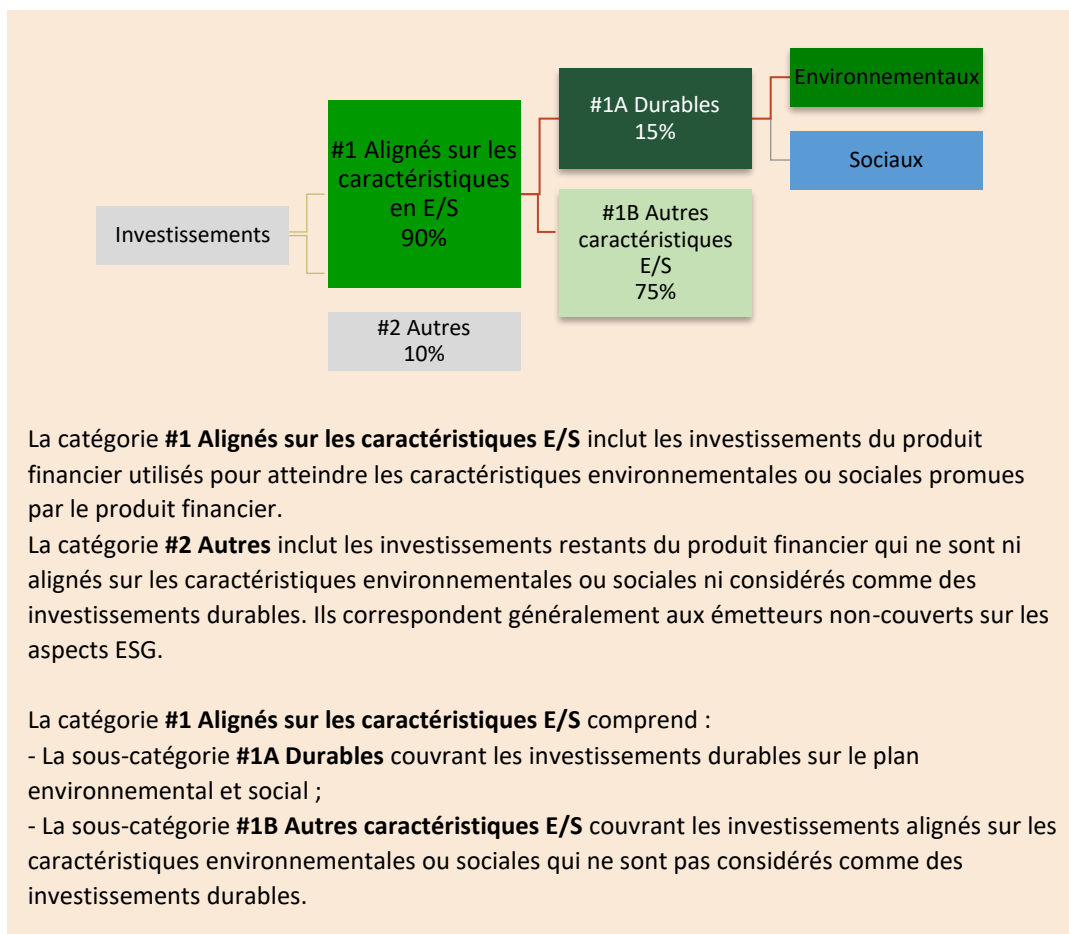 Investissements
#1 Alignés sur les
caractéristiques
en E/S
90%
#2 Autres
10%
#1A Durables
15%
#1B Autres
caractéristiques
E/S
75%
Environnementaux
Sociaux
La catégorie #1 Alignés sur les caractéristiques E/S inclut les investissements du produit
financier utilisés pour atteindre les caractéristiques environnementales ou sociales promues
par le produit financier.
La catégorie #2 Autres inclut les investissements restants du produit financier qui ne sont ni
alignés sur les caractéristiques environnementales ou sociales ni considérés comme des
investissements durables. Ils correspondent généralement aux émetteurs non-couverts sur les
aspects ESG.
La catégorie #1 Alignés sur les caractéristiques E/S comprend :
- La sous-catégorie #1A Durables couvrant les investissements durables sur le plan
environnemental et social ;
- La sous-catégorie #1B Autres caractéristiques E/S couvrant les investissements alignés sur les
caractéristiques environnementales ou sociales qui ne sont pas considérés comme des
investissements durables.